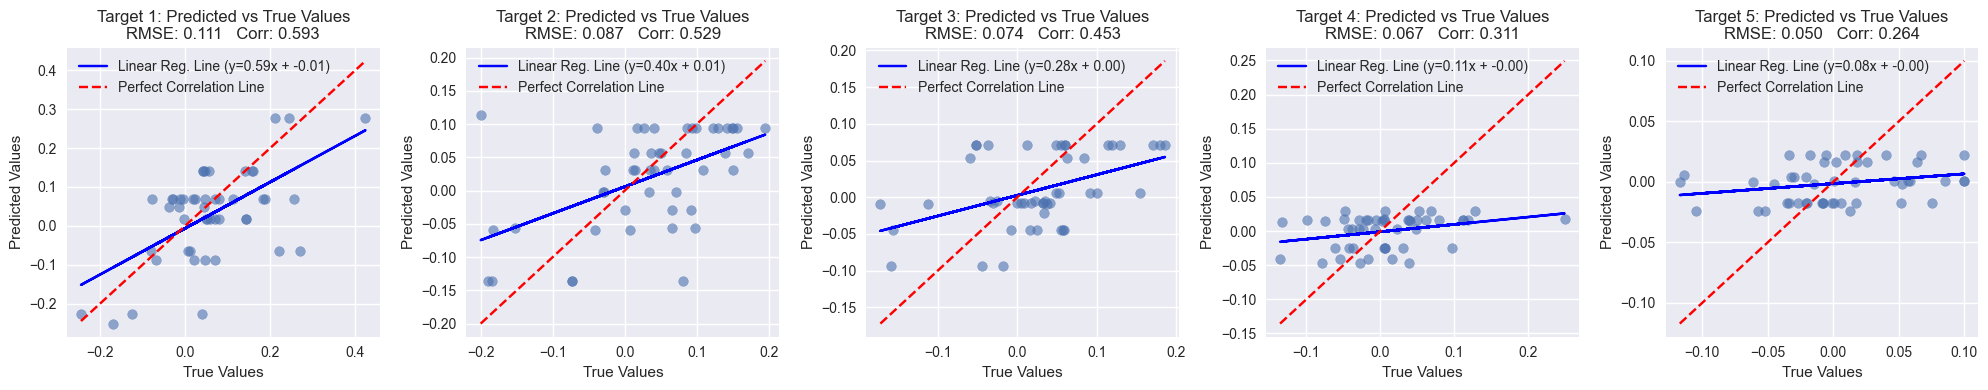 Target 1: Predicted vs True Values
RMSE: 0.111   Corr: 0.593
Linear Reg. Line (y=0.59x + -0.01)
Perfect Correlation Line
Predicted Values
0.4
0.3
0.2
0.1
0.0
−0.1
−0.2
−0.2
0.0
0.2
0.4
True Values
Target 2: Predicted vs True Values
RMSE: 0.087   Corr: 0.529
Linear Reg. Line (y=0.40x + 0.01)
Perfect Correlation Line
Predicted Values
0.20
0.15
0.10
0.05
0.00
−0.05
−0.10
−0.15
−0.20
−0.2
−0.1
0.0
0.1
0.2
True Values
Target 3: Predicted vs True Values
RMSE: 0.074   Corr: 0.453
Linear Reg. Line (y=0.28x + 0.00)
Perfect Correlation Line
Predicted Values
0.20
0.15
0.10
0.05
0.00
−0.05
−0.10
−0.15
−0.1
0.0
0.1
0.2
True Values
Target 4: Predicted vs True Values
RMSE: 0.067   Corr: 0.311
Linear Reg. Line (y=0.11x + -0.00)
Perfect Correlation Line
Predicted Values
0.25
0.20
0.15
0.10
0.05
0.00
−0.05
−0.10
−0.15
−0.1
0.0
0.1
0.2
True Values
Target 5: Predicted vs True Values
RMSE: 0.050   Corr: 0.264
Linear Reg. Line (y=0.08x + -0.00)
Perfect Correlation Line
Predicted Values
0.10
0.05
0.00
−0.05
−0.10
−0.10
−0.05
0.00
0.05
0.10
True Values